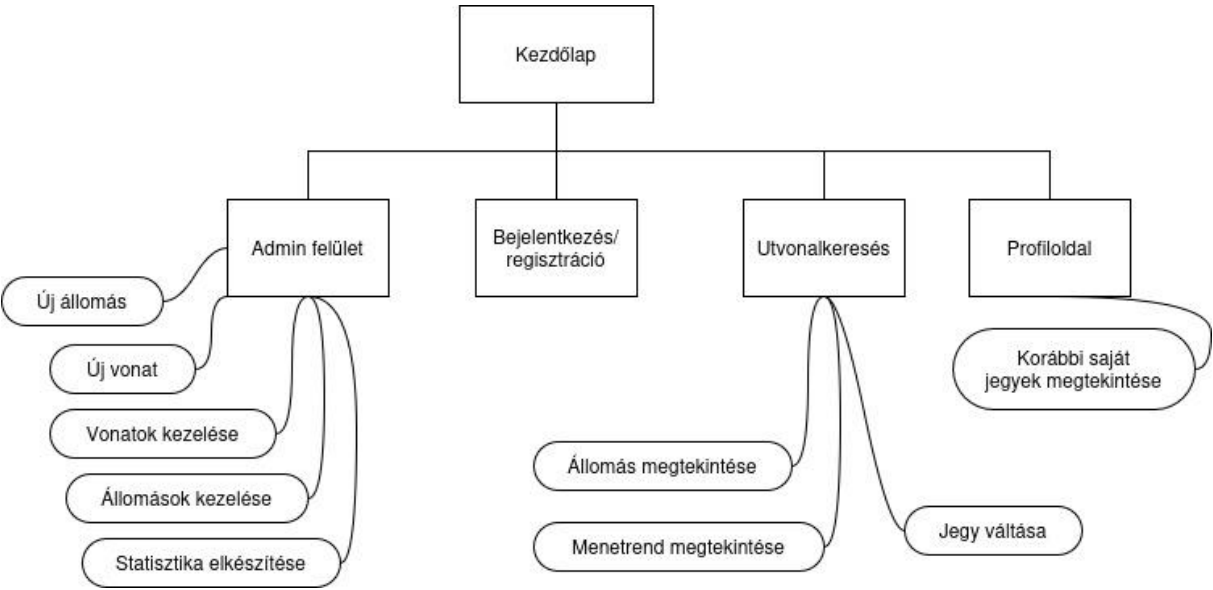 Kezdőlap
Admin felület
Bejelentkezés/
regisztráció
Utvonalkeresés
Profiloldal
Új állomás
Új vonat
Vonatok kezelése
Állomások kezelése
Statisztika elkészítése
Állomás megtekintése
Menetrend megtekintése
Jegy váltása
Korábbi saját
jegyek megtekintése